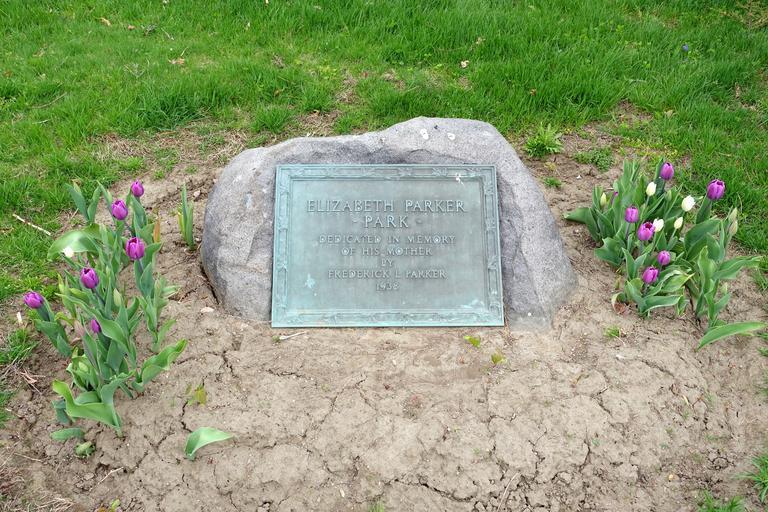 ELIZABETH PARKER
- PARK -
DEDICATED IN MEMORY
OF HIS MOTHER
BY
FREDERICK L. PARKER
1938